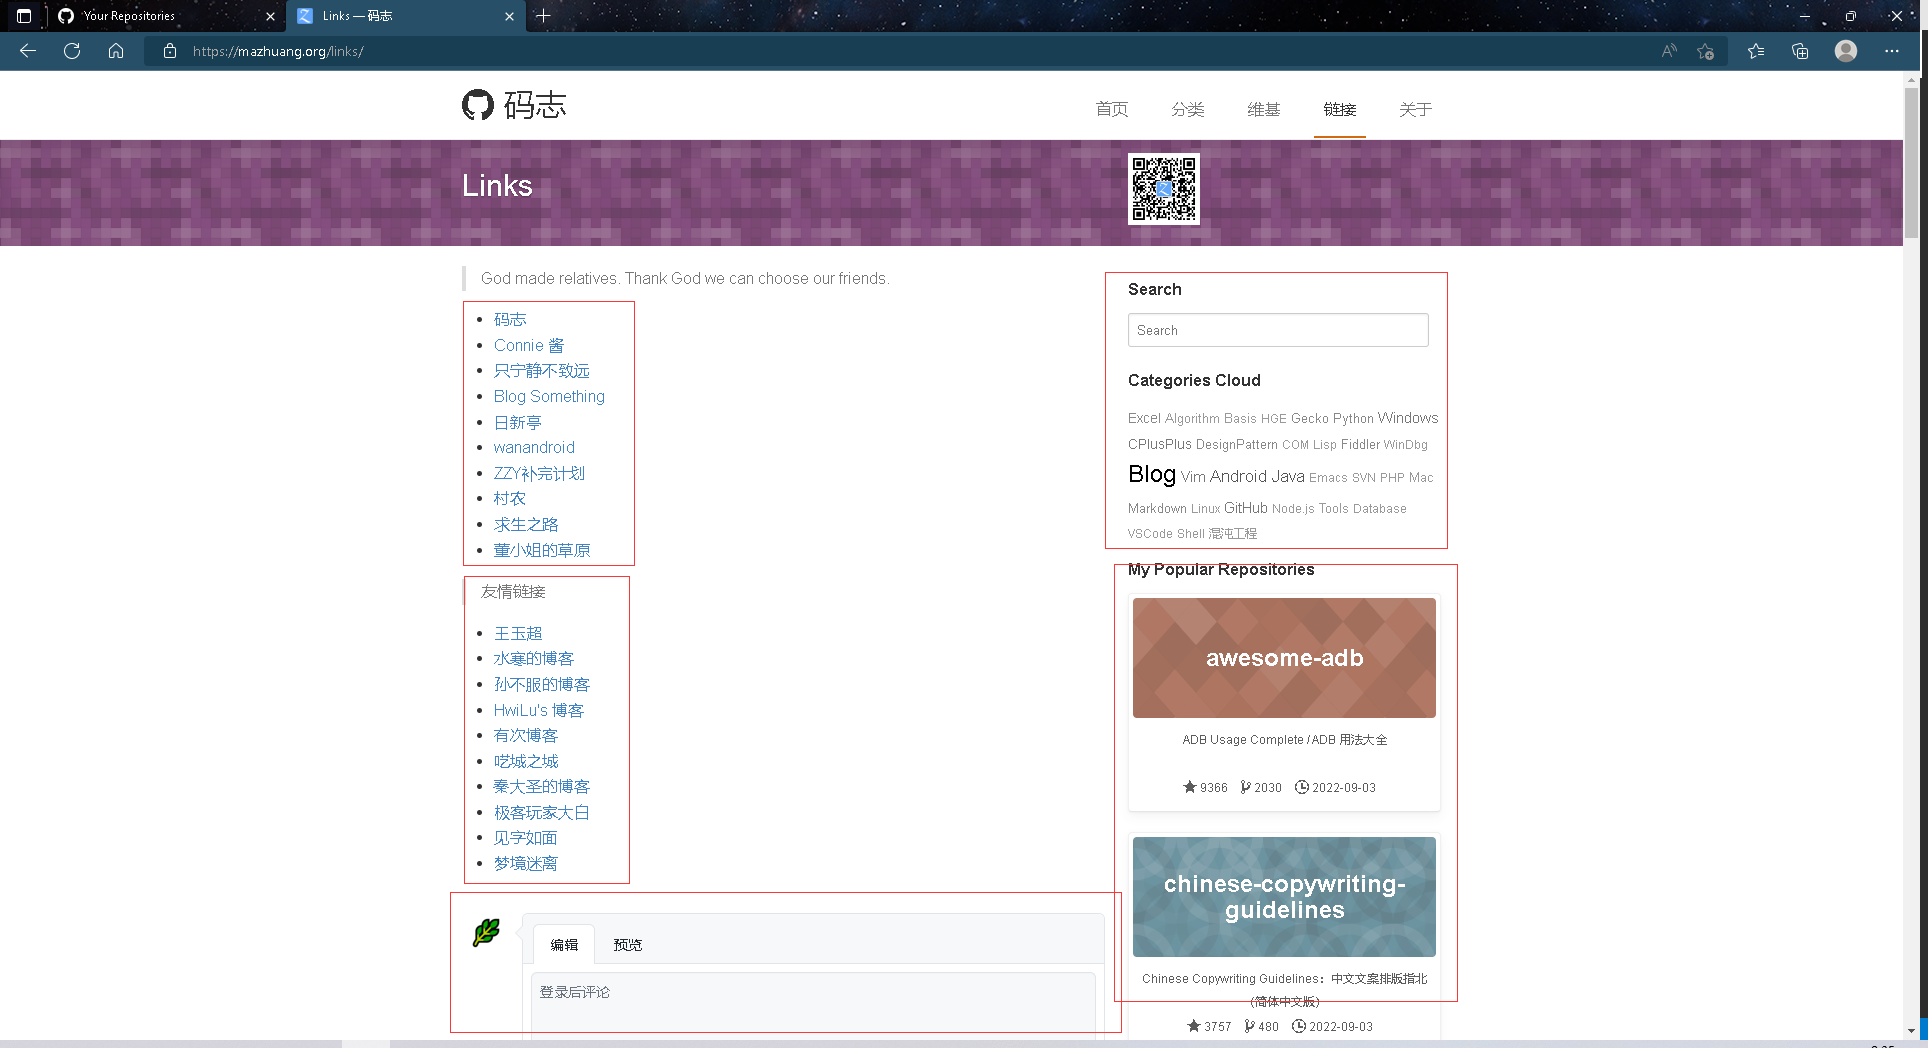 Your Repositories
Links — 码志
https://mazhuang.org/links/
码志
首页 分类 维基 链接 关于
Links
God made relatives. Thank God we can choose our friends.
码志
Connie 酱
只宁静不致远
Blog Something
日新亭
wanandroid
ZZY补完计划
村农
求生之路
董小姐的草原
友情链接
王玉超
水寒的博客
孙不服的博客
HwiLu's 博客
有次博客
呓城之城
秦大圣的博客
极客玩家大白
见字如面
梦境迷离
编辑 预览
登录后评论
Search
Search
Categories Cloud
Excel Algorithm Basis HGE Gecko Python Windows
CPlusPlus DesignPattern COM Lisp Fiddler WinDbg
Blog Vim Android Java Emacs SVN PHP Mac
Markdown Linux GitHub Node.js Tools Database
VSCode Shell 混沌工程
My Popular Repositories
awesome-adb
ADB Usage Complete / ADB 用法大全
9366 2030 2022-09-03
chinese-copywriting-
guidelines
Chinese Copywriting Guidelines：中文文案排版指北
(简体中文版)
3757 480 2022-09-03